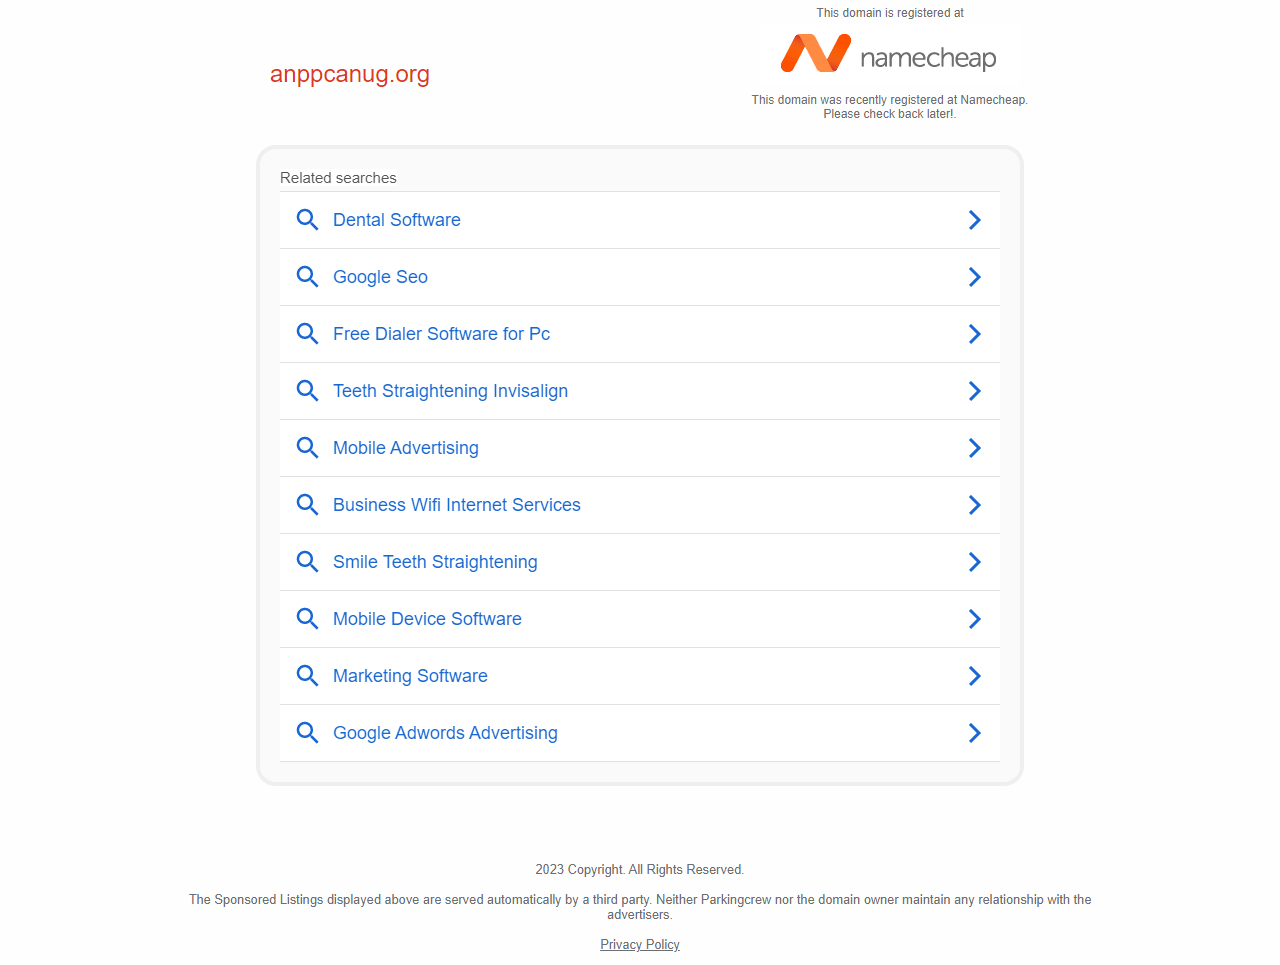 This domain is registered at
namecheap
anppcanug.org
This domain was recently registered at Namecheap.
Please check back later!.
Related searches
Dental Software
Google Seo
Free Dialer Software for Pc
Teeth Straightening Invisalign
Mobile Advertising
Business Wifi Internet Services
Smile Teeth Straightening
Mobile Device Software
Marketing Software
Google Adwords Advertising
2023 Copyright. All Rights Reserved.
The Sponsored Listings displayed above are served automatically by a third party. Neither Parkingcrew nor the domain owner maintain any relationship with the
advertisers.
Privacy Policy